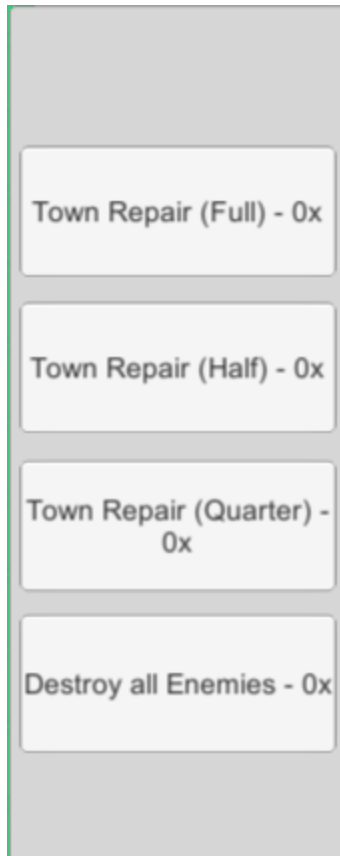 Town Repair (Full) - 0x
Town Repair (Half) - 0x
Town Repair (Quarter) -
0x
Destroy all Enemies - 0x